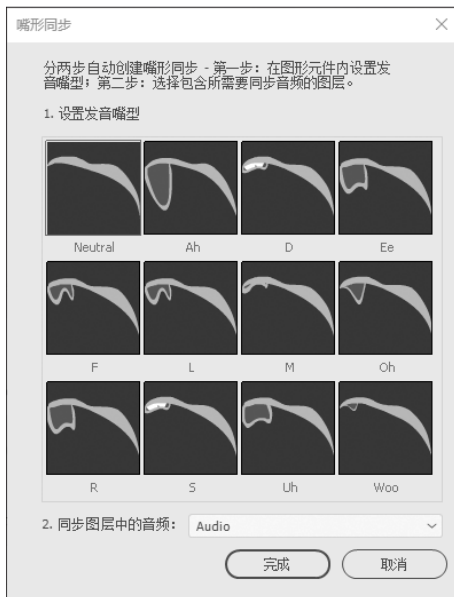 嘴形同步
分两步自动创建嘴形同步 - 第一步：在图形元件内设置发
音嘴型；第二步：选择包含所需要同步音频的图层。
1. 设置发音嘴型
Neutral Ah D Ee
F L M Oh
R S Uh Woo
2. 同步图层中的音频： Audio
完成 取消